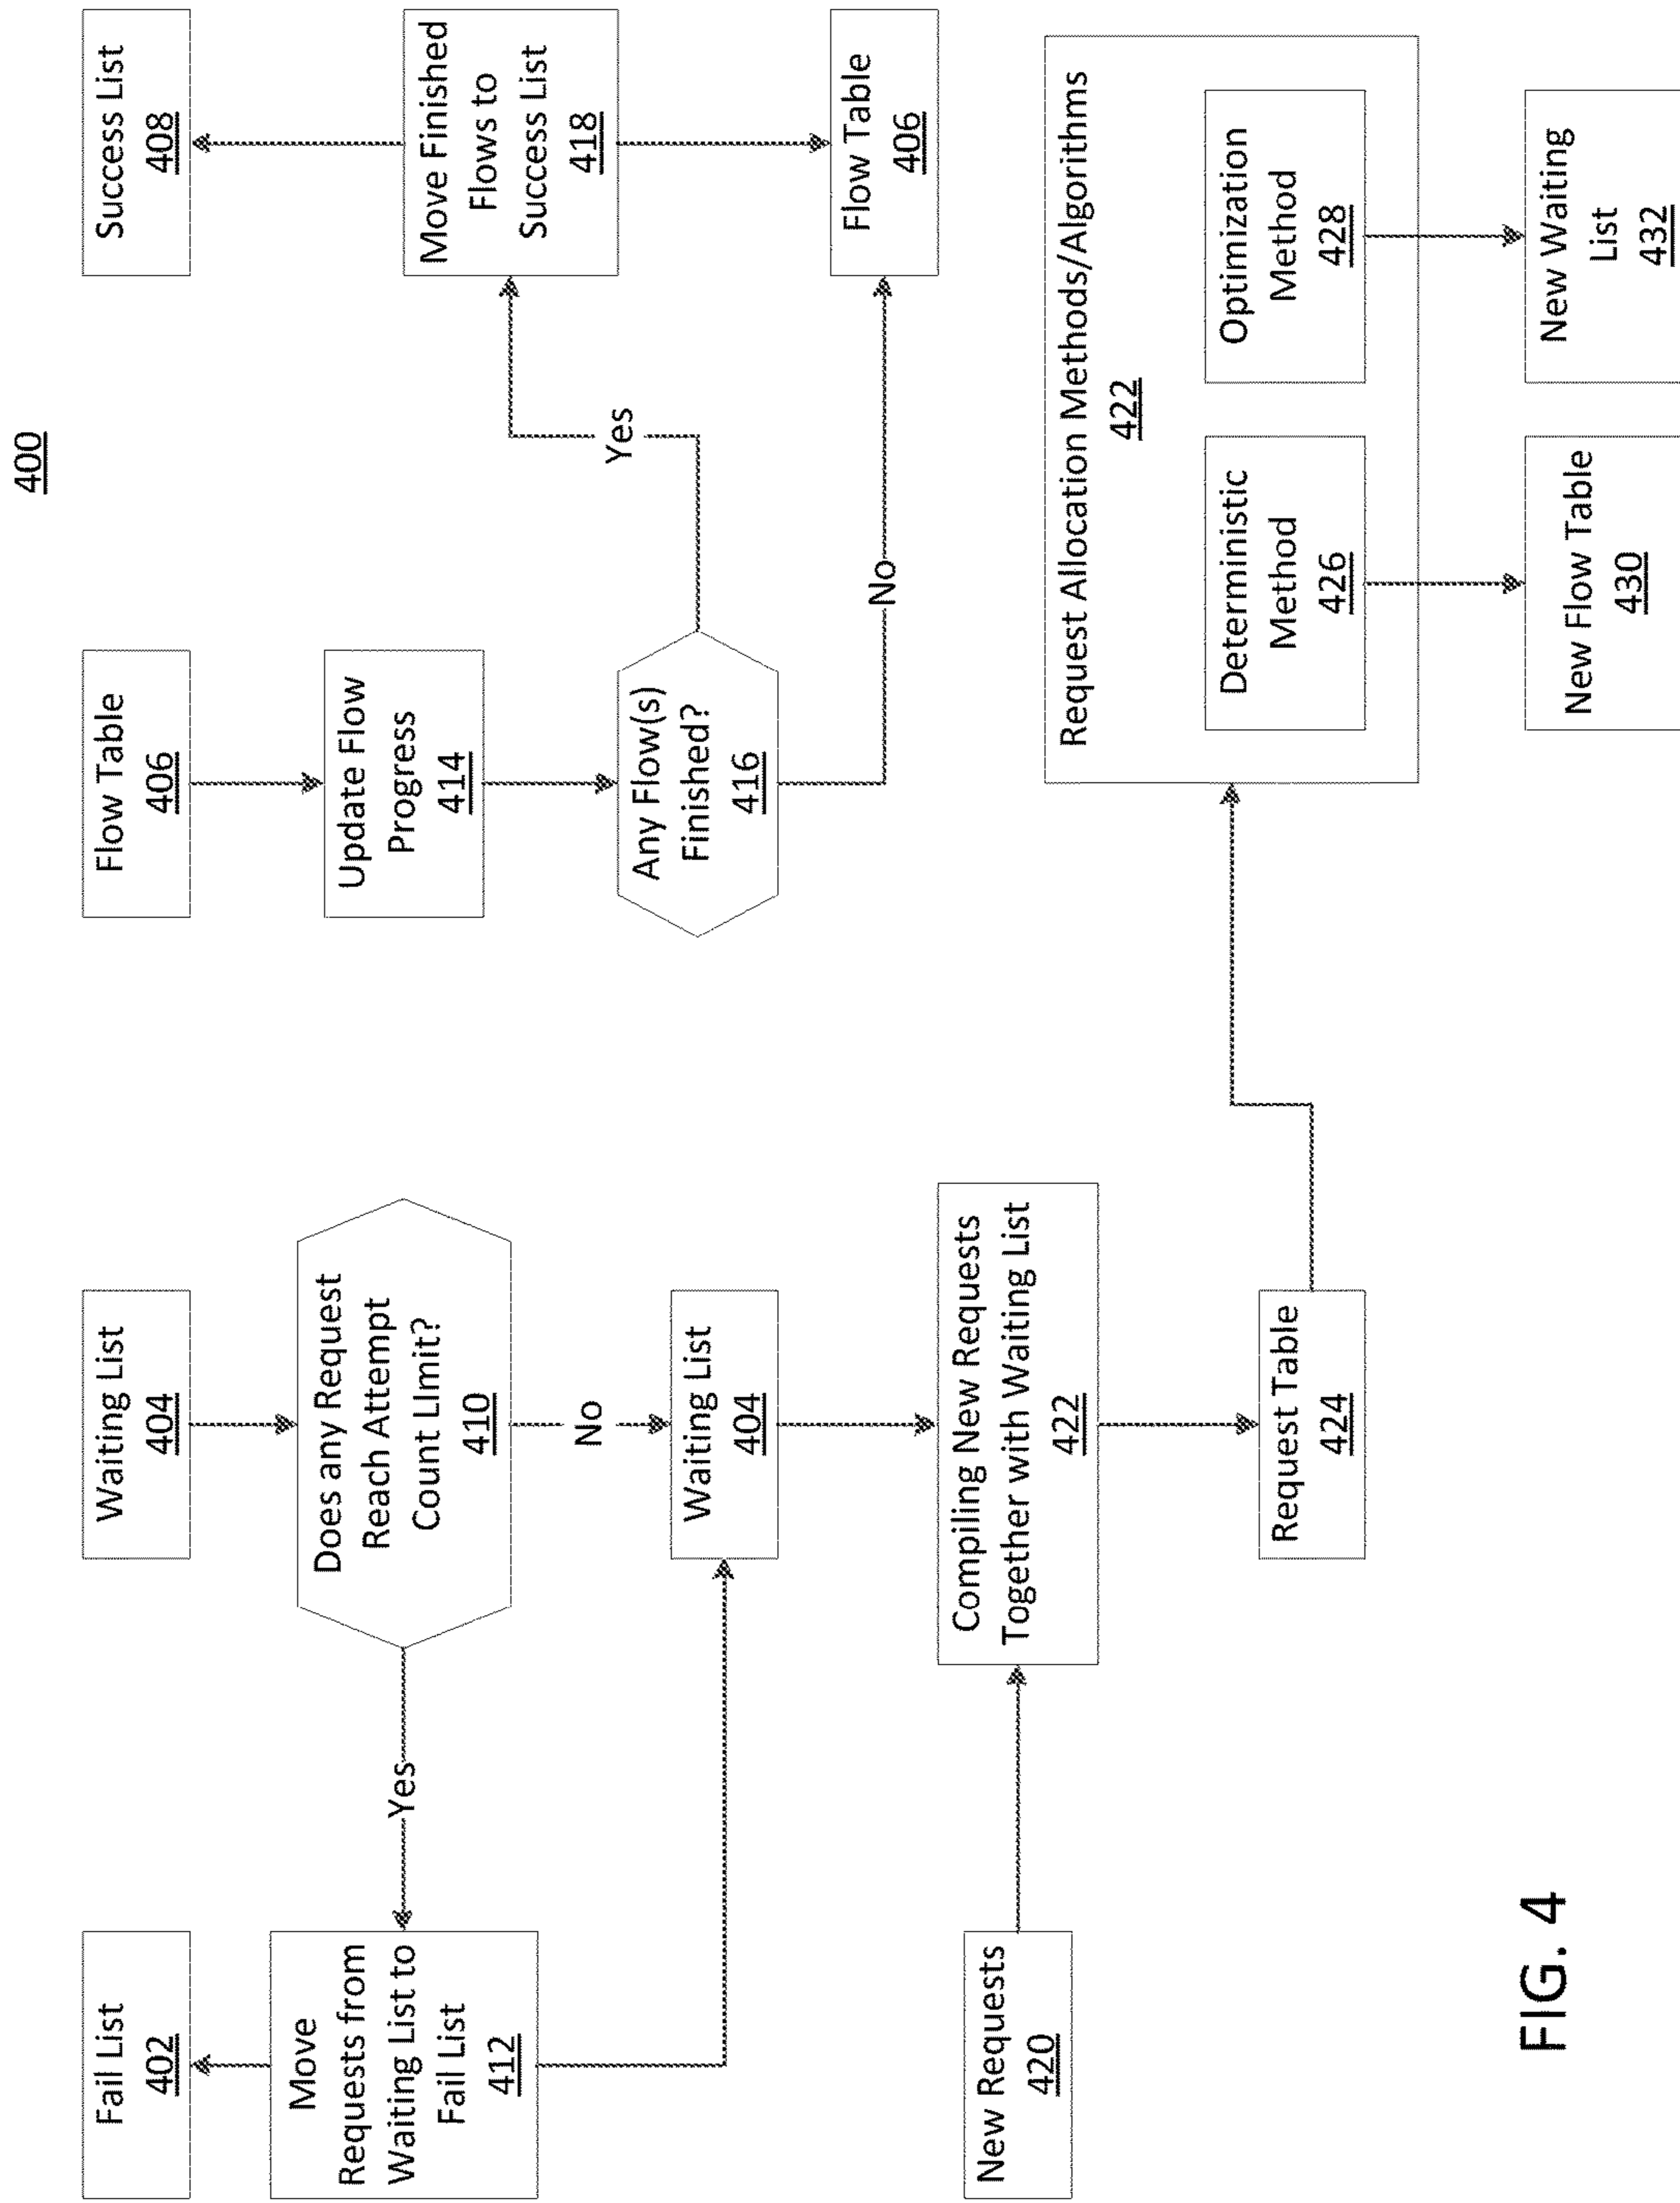 400
Fail List
402
Waiting List
404
Flow Table
406
Success List
408
Move
Requests from
Waiting List to
Fail List
412
Yes
Does any Request
Reach Attempt
Count LImit?
410
Update Flow
Progress
414
Move Finished
Flows to
Success List
418
Yes
No
Any Flow(s)
Finished?
416
Waiting List
404
No
Flow Table
406
New Requests
420
Compiling New Requests
Together with Waiting List
422
Request Allocation Methods/Algorithms
422
Request Table
424
Deterministic
Method
426
Optimization
Method
428
New Flow Table
430
New Waiting
List
432
FIG. 4